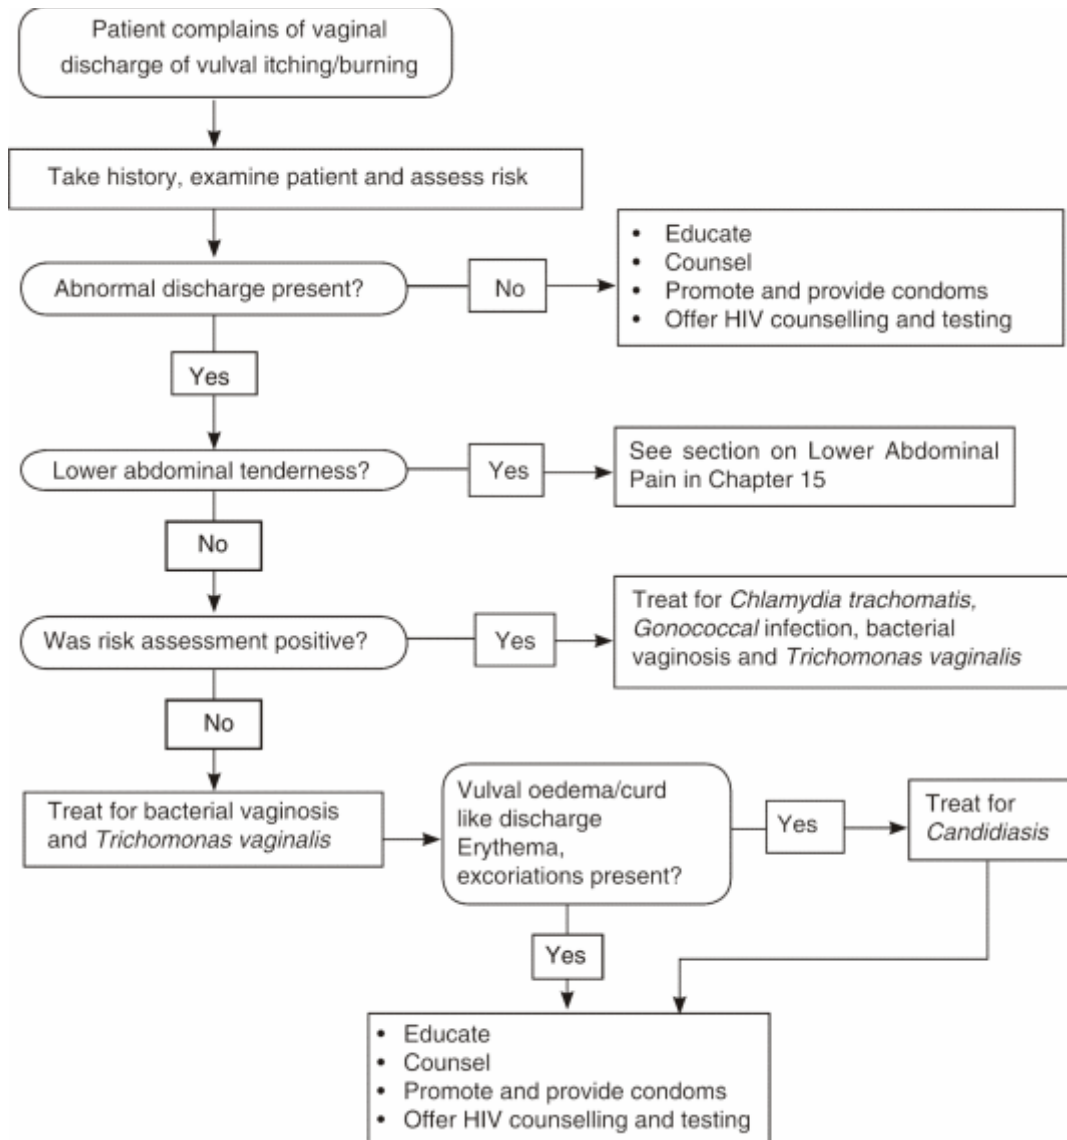 Patient complains of vaginal
discharge of vulval itching/burning
Take history, examine patient and assess risk
Abnormal discharge present?
No
• Educate
• Counsel
• Promote and provide condoms
• Offer HIV counselling and testing
Yes
Lower abdominal tenderness?
Yes
See section on Lower Abdominal
Pain in Chapter 15
No
Was risk assessment positive?
Yes
Treat for Chlamydia trachomatis,
Gonococcal infection, bacterial
vaginosis and Trichomonas vaginalis
No
Treat for bacterial vaginosis
and Trichomonas vaginalis
Vulval oedema/curd
like discharge
Erythema,
excoriations present?
Yes
Treat for
Candidiasis
Yes
• Educate
• Counsel
• Promote and provide condoms
• Offer HIV counselling and testing